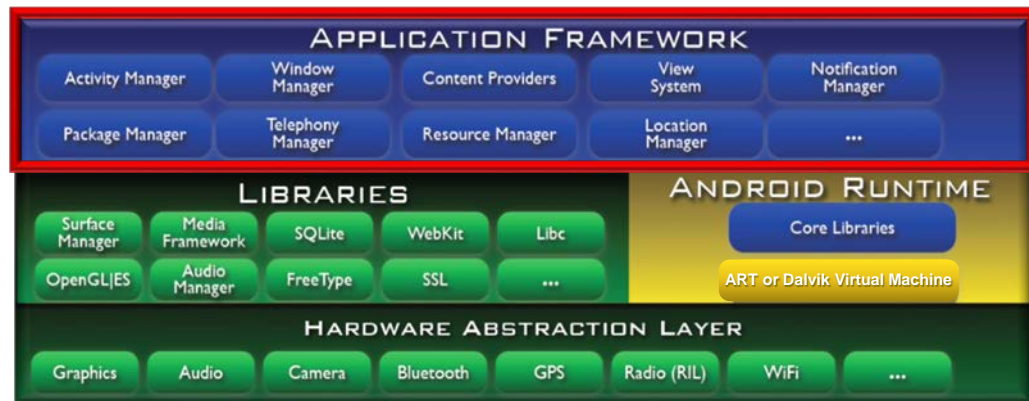 APPLICATION FRAMEWORK
Activity Manager
Window
Manager
Content Providers
View
System
Notification
Manager
Package Manager
Telephony
Manager
Resource Manager
Location
Manager
...
LIBRARIES
Surface
Manager
Media
Framework
SQLite
WebKit
Libc
OpenGL|ES
Audio
Manager
FreeType
SSL
...
ANDROID RUNTIME
Core Libraries
ART or Dalvik Virtual Machine
HARDWARE ABSTRACTION LAYER
Graphics
Audio
Camera
Bluetooth
GPS
Radio (RIL)
WiFi
...